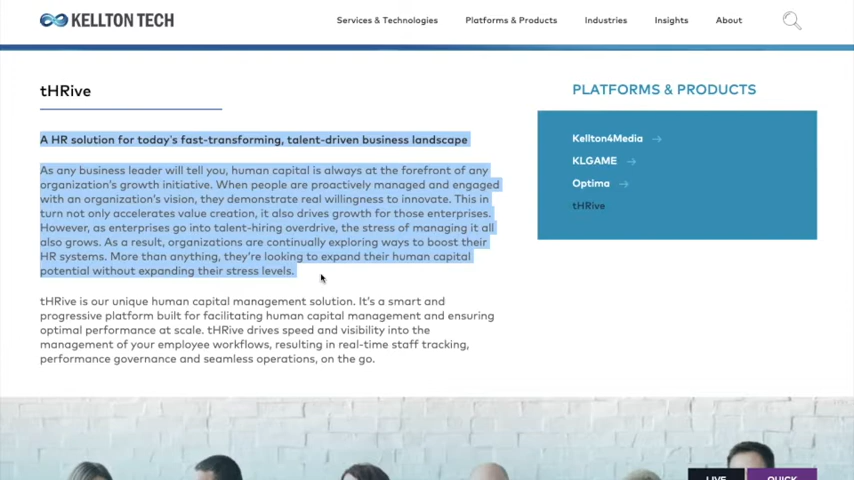 KELLTON TECH
Services & Technologies
Platforms & Products
Industries
Insights
About
tHRive
A HR solution for today's fast-transforming, talent-driven business landscape
As any business leader will tell you, human capital is always at the forefront of any
organization's growth initiative. When people are proactively managed and engaged
with an organization's vision, they demonstrate real willingness to innovate. This in
turn not only accelerates value creation, it also drives growth for those enterprises.
However, as enterprises go into talent-hiring overdrive, the stress of managing it all
also grows. As a result, organizations are continually exploring ways to boost their
HR systems. More than anything, they're looking to expand their human capital
potential without expanding their stress levels.
tHRive is our unique human capital management solution. It's a smart and
progressive platform built for facilitating human capital management and ensuring
optimal performance at scale. tHRive drives speed and visibility into the
management of your employee workflows, resulting in real-time staff tracking,
performance governance and seamless operations, on the go.
PLATFORMS & PRODUCTS
Kellton4Media
KLGAME
Optima
tHRive
LIVE
QUICK